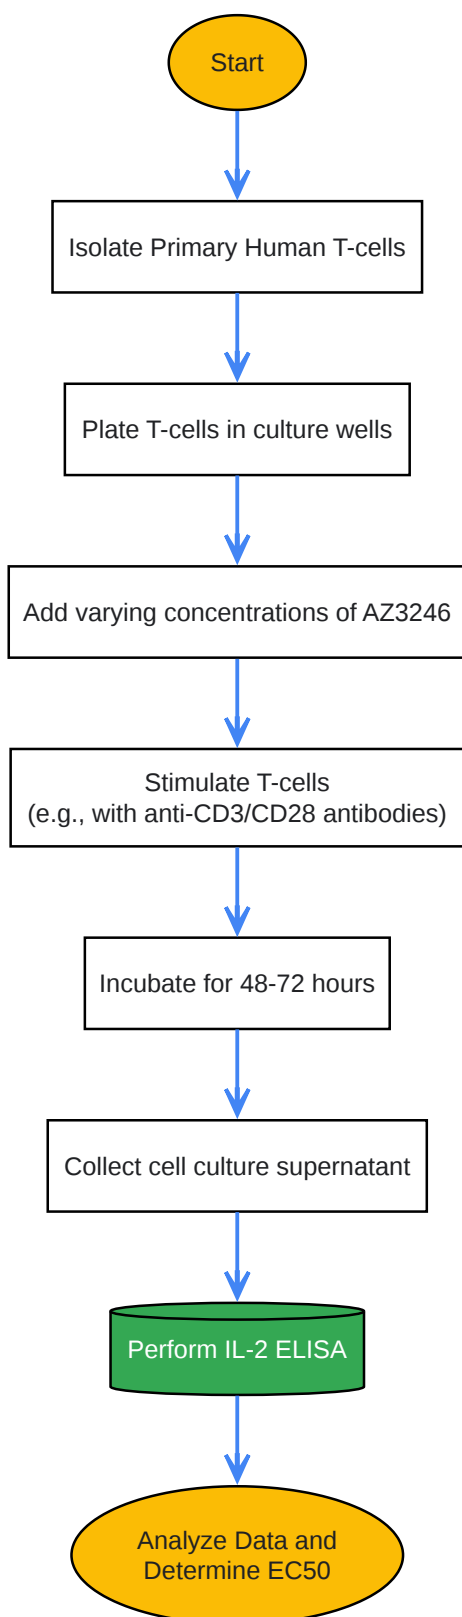 Start
Isolate Primary Human T-cells
Plate T-cells in culture wells
Add varying concentrations of AZ3246
Stimulate T-cells
(e.g., with anti-CD3/CD28 antibodies)
Incubate for 48-72 hours
Collect cell culture supernatant
Perform IL-2 ELISA
Analyze Data and
Determine EC50